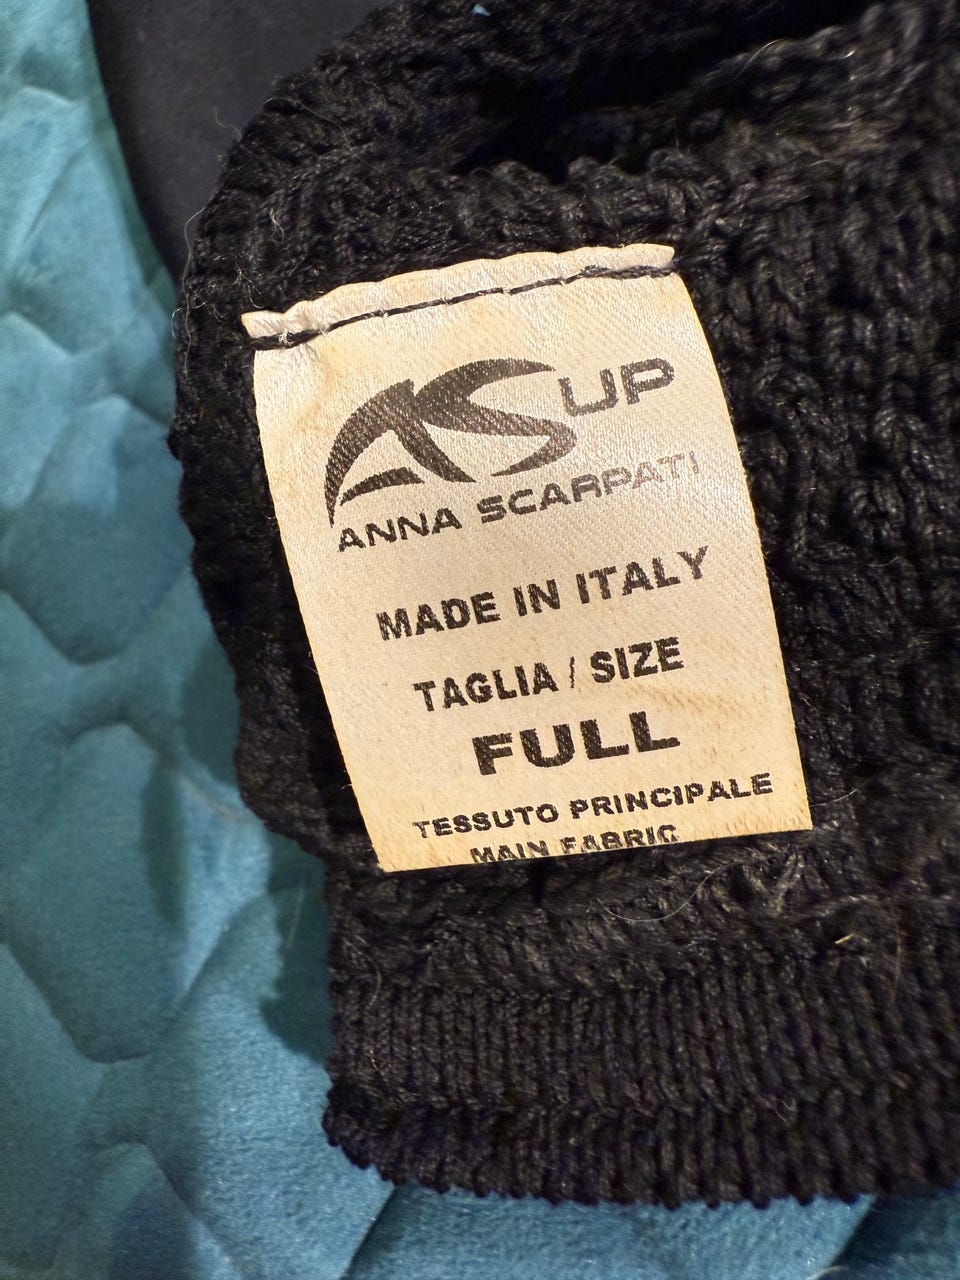 AS UP
ANNA SCARPATI
MADE IN ITALY
TAGLIA / SIZE
FULL
TESSUTO PRINCIPALE
MAIN FABRIC